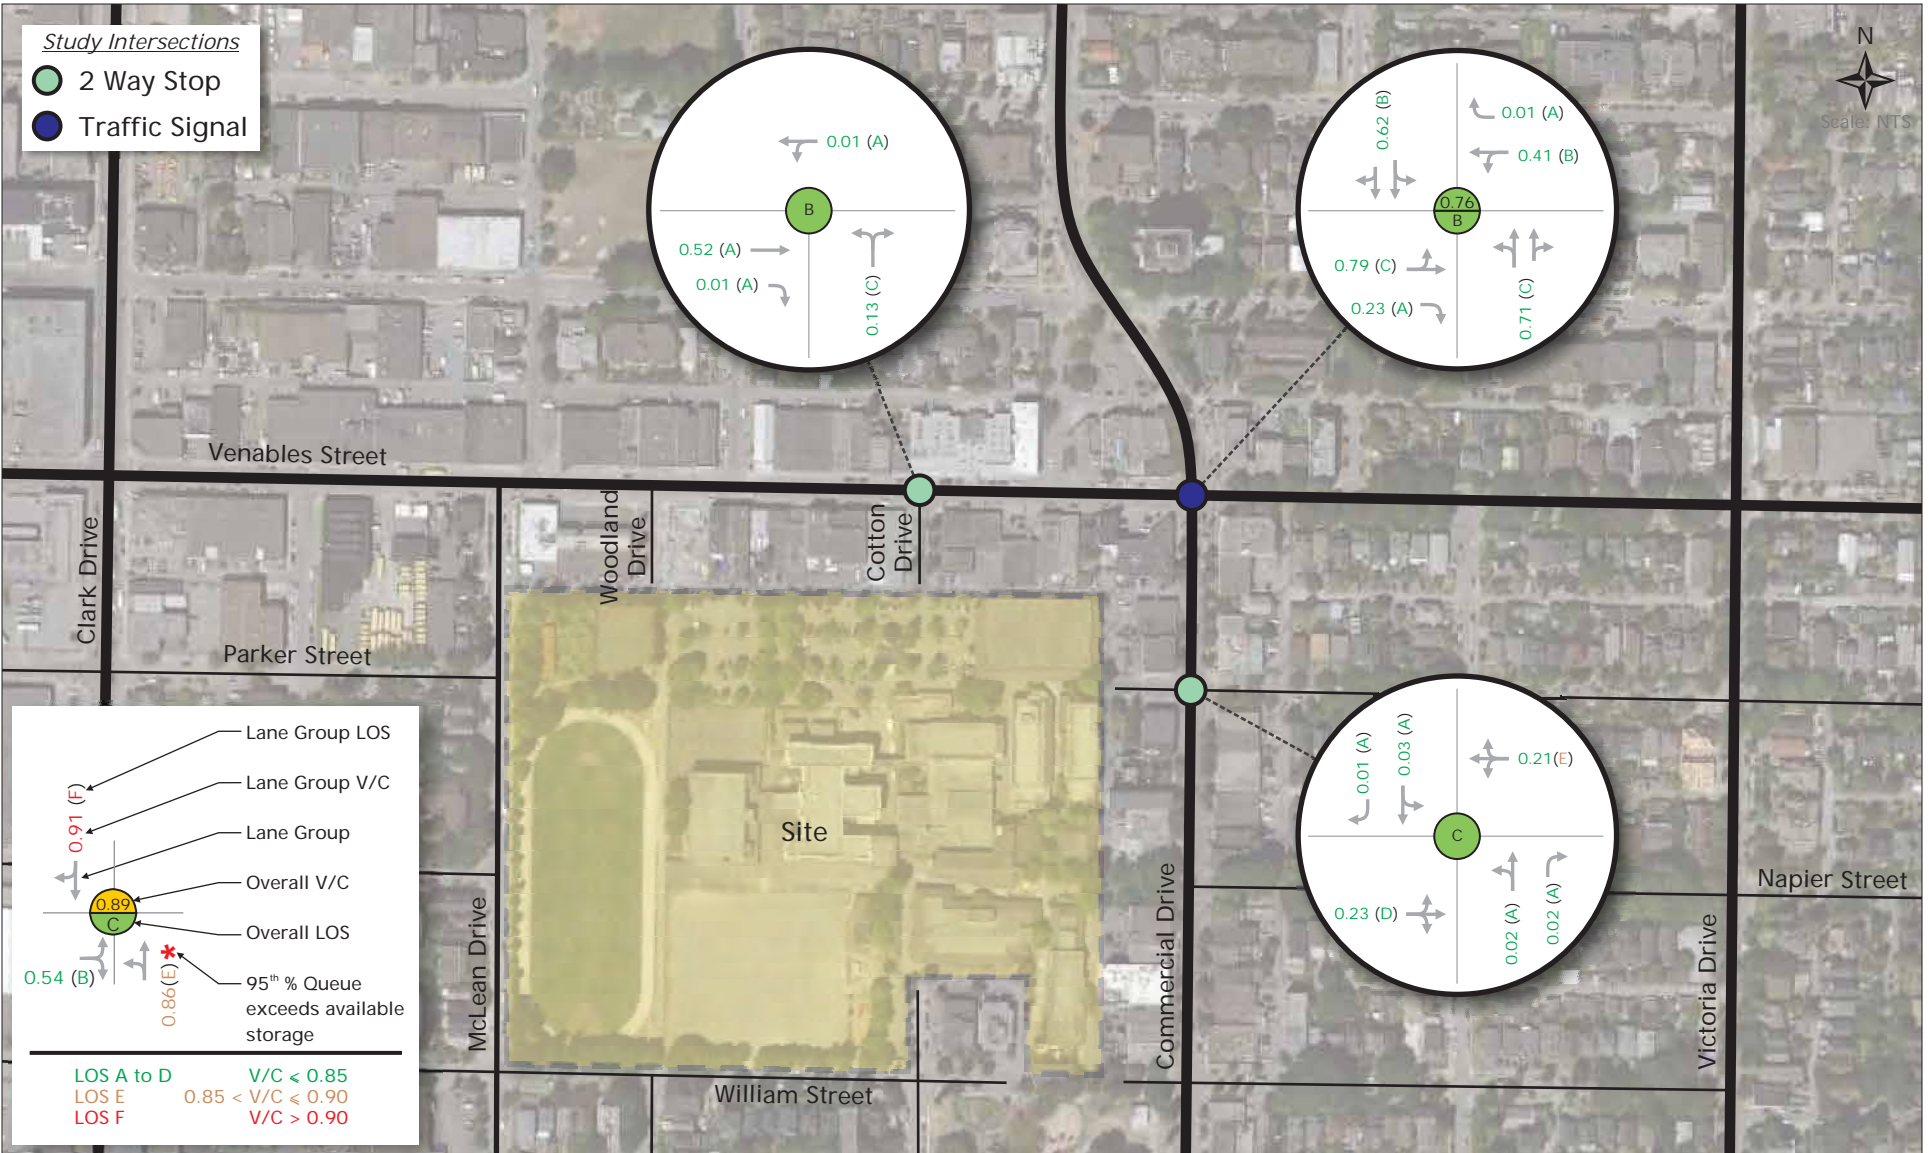 Study Intersections
2 Way Stop
Traffic Signal
N
Scale: NTS
0.01 (A)
B
0.52 (A)
0.01 (A)
0.13 (C)
0.62 (B)
0.01 (A)
0.41 (B)
0.76
B
0.79 (C)
0.23 (A)
0.71 (C)
Venables Street
Woodland
Drive
Cotton
Drive
Clark Drive
Parker Street
Site
McLean Drive
Commercial Drive
Victoria Drive
Napier Street
William Street
0.01 (A)
0.03 (A)
0.21(E)
C
0.23 (D)
0.02 (A)
0.02 (A)
Lane Group LOS
Lane Group V/C
Lane Group
Overall V/C
Overall LOS
95th % Queue
exceeds available
storage
0.91 (F)
0.89
C
0.54 (B)
0.86(E)
*
LOS A to D V/C ⩽ 0.85
LOS E 0.85 < V/C ⩽ 0.90
LOS F V/C > 0.90